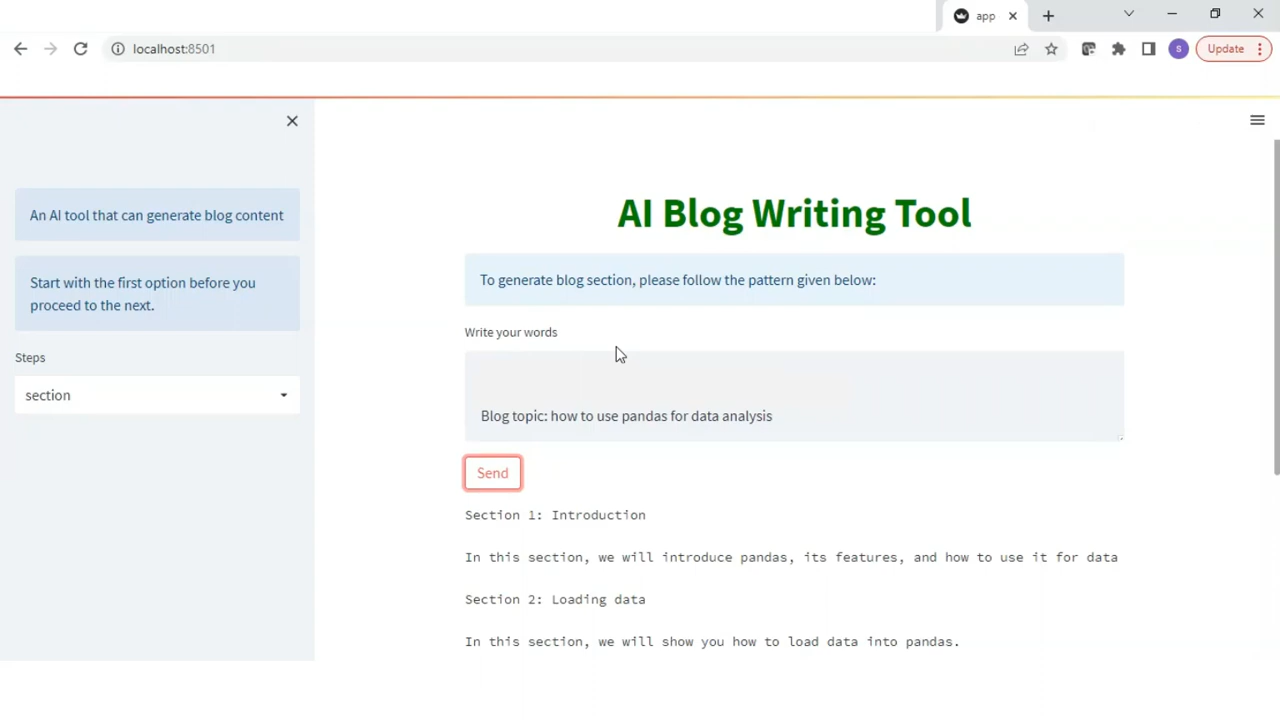 app
localhost:8501
S
Update
An AI tool that can generate blog content
Start with the first option before you
proceed to the next.
Steps
section
AI Blog Writing Tool
To generate blog section, please follow the pattern given below:
Write your words
Blog topic: how to use pandas for data analysis
Send
Section 1: Introduction
In this section, we will introduce pandas, its features, and how to use it for data
Section 2: Loading data
In this section, we will show you how to load data into pandas.